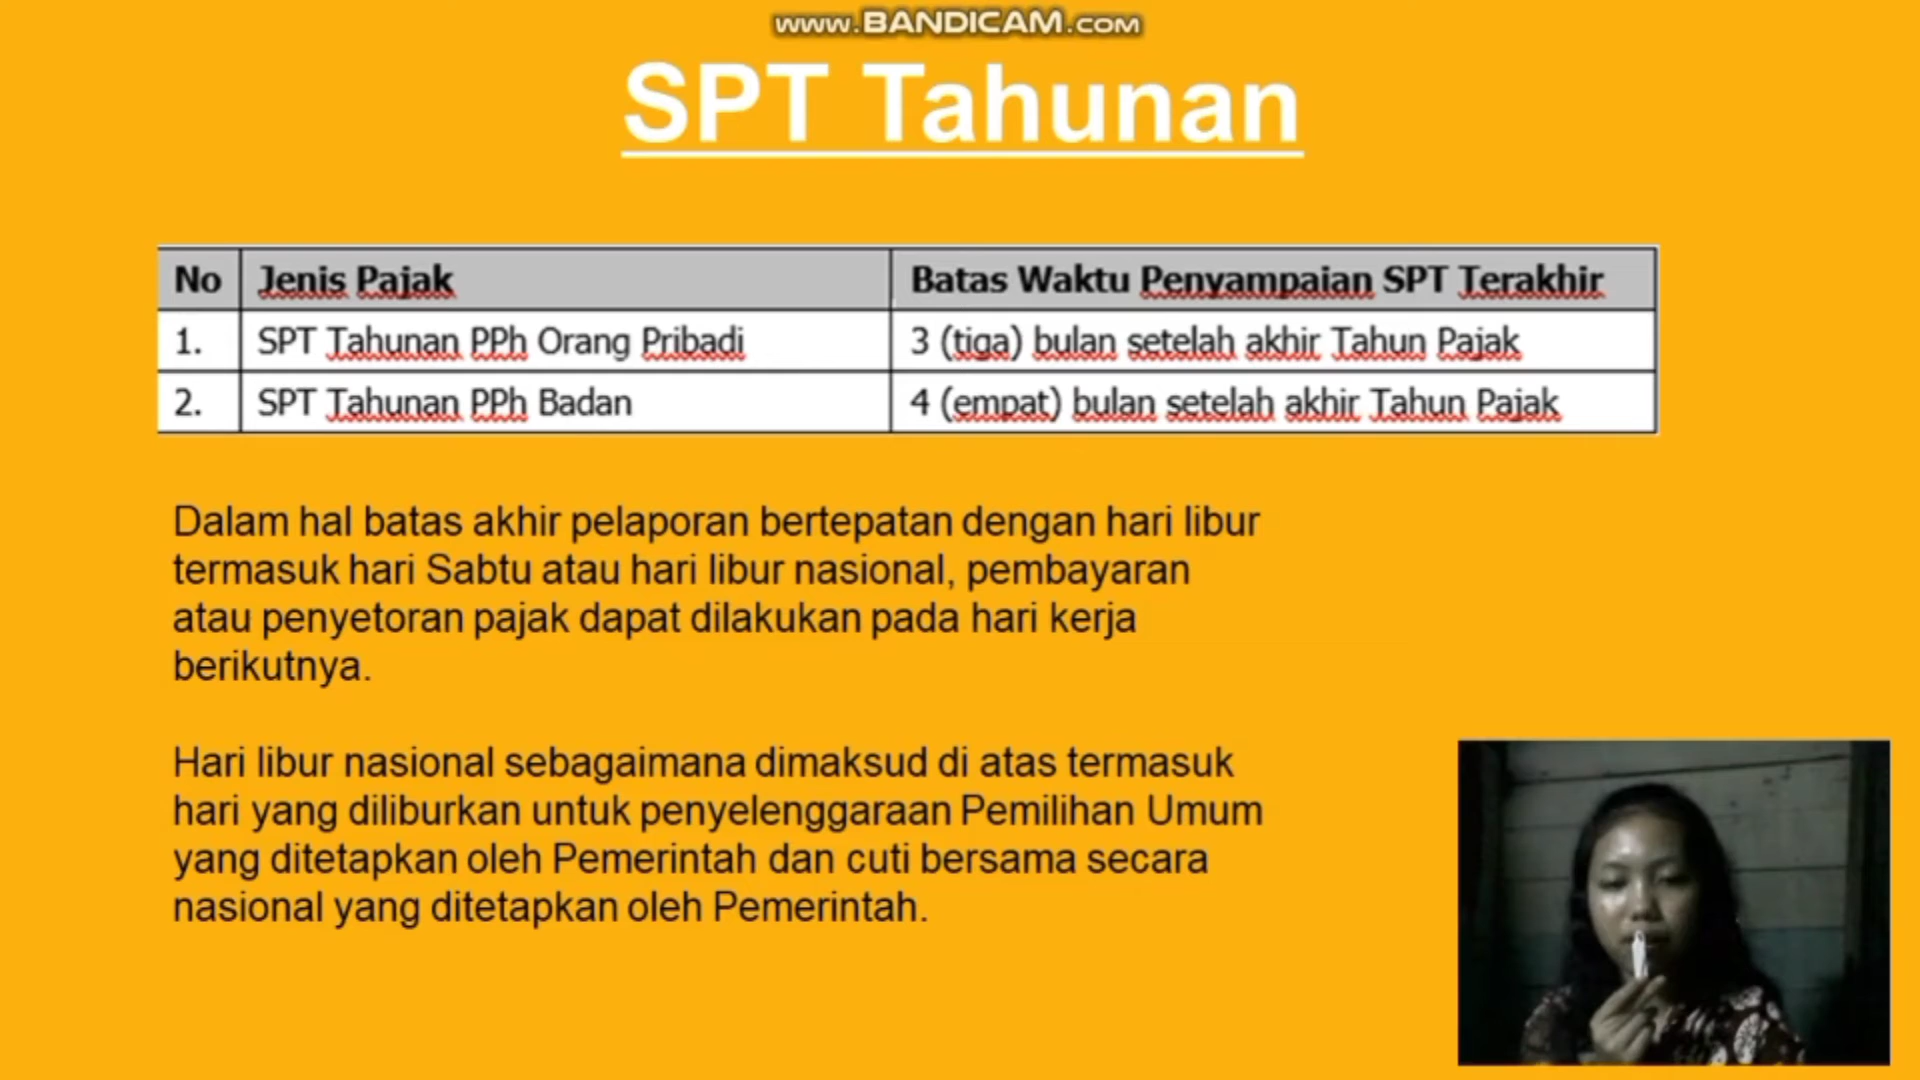 www.BANDICAM.com
SPT Tahunan
No Jenis Pajak Batas Waktu Penyampaian SPT Terakhir
1. SPT Tahunan PPh Orang Pribadi 3 (tiga) bulan setelah akhir Tahun Pajak
2. SPT Tahunan PPh Badan 4 (empat) bulan setelah akhir Tahun Pajak
Dalam hal batas akhir pelaporan bertepatan dengan hari libur
termasuk hari Sabtu atau hari libur nasional, pembayaran
atau penyetoran pajak dapat dilakukan pada hari kerja
berikutnya.
Hari libur nasional sebagaimana dimaksud di atas termasuk
hari yang diliburkan untuk penyelenggaraan Pemilihan Umum
yang ditetapkan oleh Pemerintah dan cuti bersama secara
nasional yang ditetapkan oleh Pemerintah.